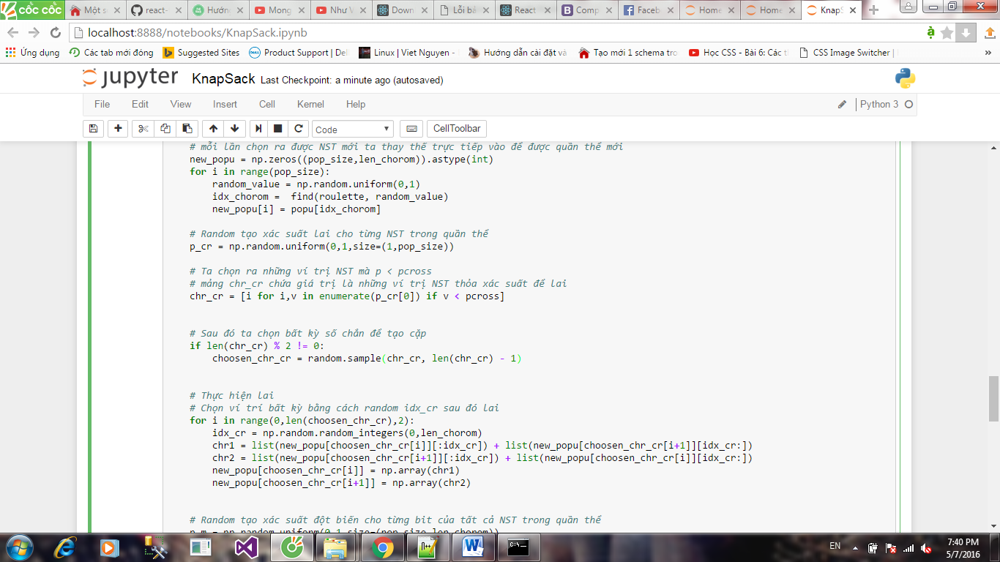 cốc cốc Một s react- Hướng Mong Như V Down Lỗi bả React Comp Faceb Home Home KnapS
localhost:8888/notebooks/KnapSack.ipynb
Ứng dụng Các tab mới đóng Suggested Sites Product Support | Del Linux | Viet Nguyen - Hướng dẫn cài đặt và Tạo mới 1 schema tro Học CSS - Bài 6: Các t CSS Image Switcher | »
jupyter KnapSack Last Checkpoint: a minute ago (autosaved)
File Edit View Insert Cell Kernel Help Python 3
Code CellToolbar
# mỗi lần chọn ra được NST mới ta thay thế trực tiếp vào để được quần thể mới
new_popu = np.zeros((pop_size,len_chorom)).astype(int)
for i in range(pop_size):
random_value = np.random.uniform(0,1)
idx_chorom =  find(roulette, random_value)
new_popu[i] = popu[idx_chorom]
# Random tạo xác suất lai cho từng NST trong quần thể
p_cr = np.random.uniform(0,1,size=(1,pop_size))
# Ta chọn ra những ví trị NST mà p < pcross
# mảng chr_cr chứa giá trị là những ví trị NST thỏa xác suất để lai
chr_cr = [i for i,v in enumerate(p_cr[0]) if v < pcross]
# Sau đó ta chọn bất kỳ số chẵn để tạo cặp
if len(chr_cr) % 2 != 0:
choosen_chr_cr = random.sample(chr_cr, len(chr_cr) - 1)
# Thực hiện lai
# Chọn ví trí bất kỳ bằng cách random idx_cr sau đó lai
for i in range(0,len(choosen_chr_cr),2):
idx_cr = np.random.random_integers(0,len_chorom)
chr1 = list(new_popu[choosen_chr_cr[i]][:idx_cr]) + list(new_popu[choosen_chr_cr[i+1]][idx_cr:])
chr2 = list(new_popu[choosen_chr_cr[i+1]][:idx_cr]) + list(new_popu[choosen_chr_cr[i]][idx_cr:])
new_popu[choosen_chr_cr[i]] = np.array(chr1)
new_popu[choosen_chr_cr[i+1]] = np.array(chr2)
# Random tạo xác suất đột biến cho từng bit của tất cả NST trong quần thể
p_m = np.random.uniform(0,1,size=(pop_size,len_chorom))
EN 7:40 PM
5/7/2016